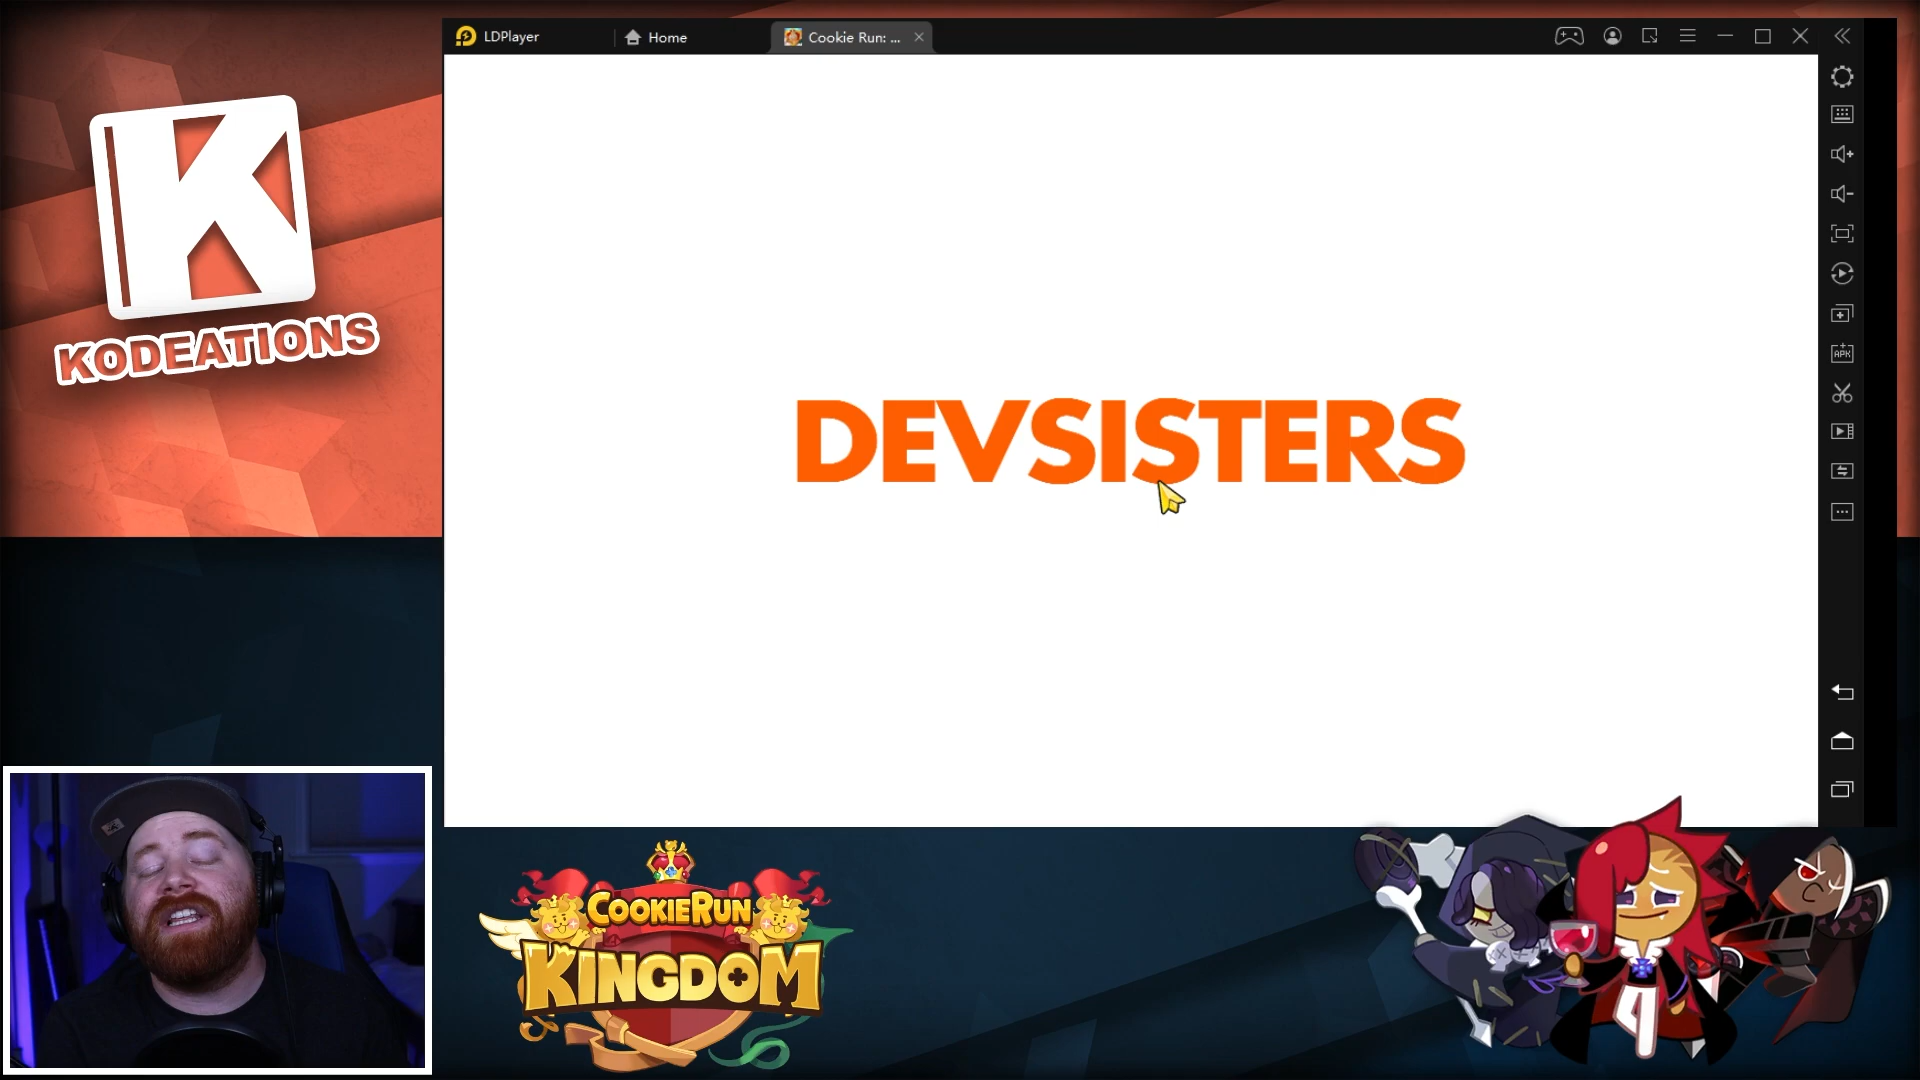 LDPlayer
Home
Cookie Run: ...
K
KODEATIONS
DEVSISTERS
APK
COOKIERUN
KINGDOM